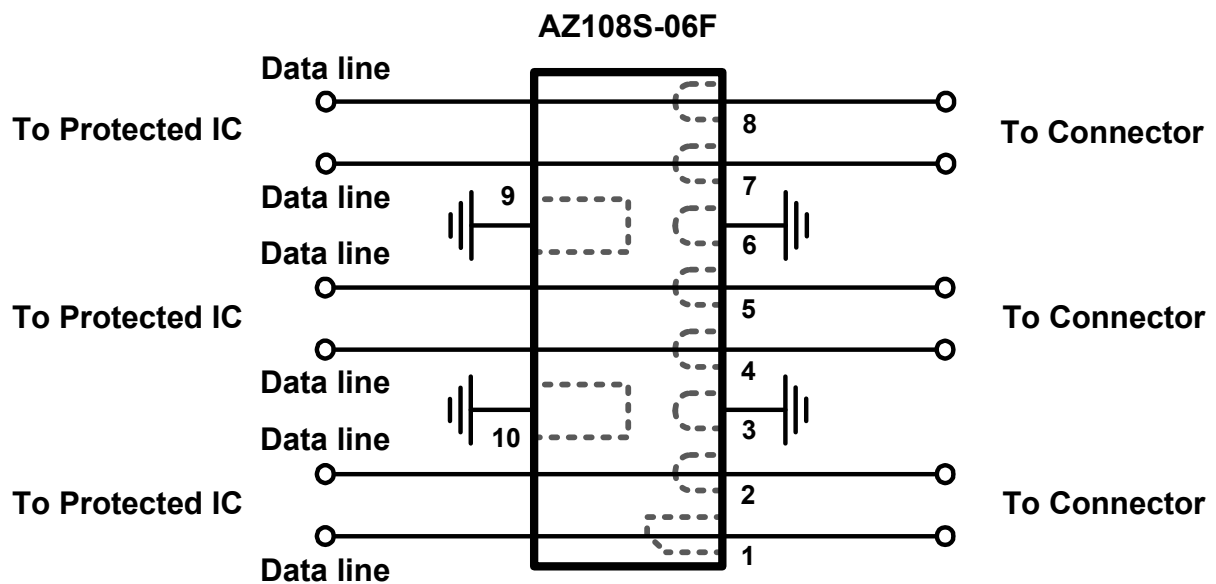 AZ108S-06F
Data line
To Protected IC
To Connector
8
7
Data line
9
6
Data line
5
To Protected IC
To Connector
4
Data line
10
3
Data line
2
To Protected IC
To Connector
1
Data line